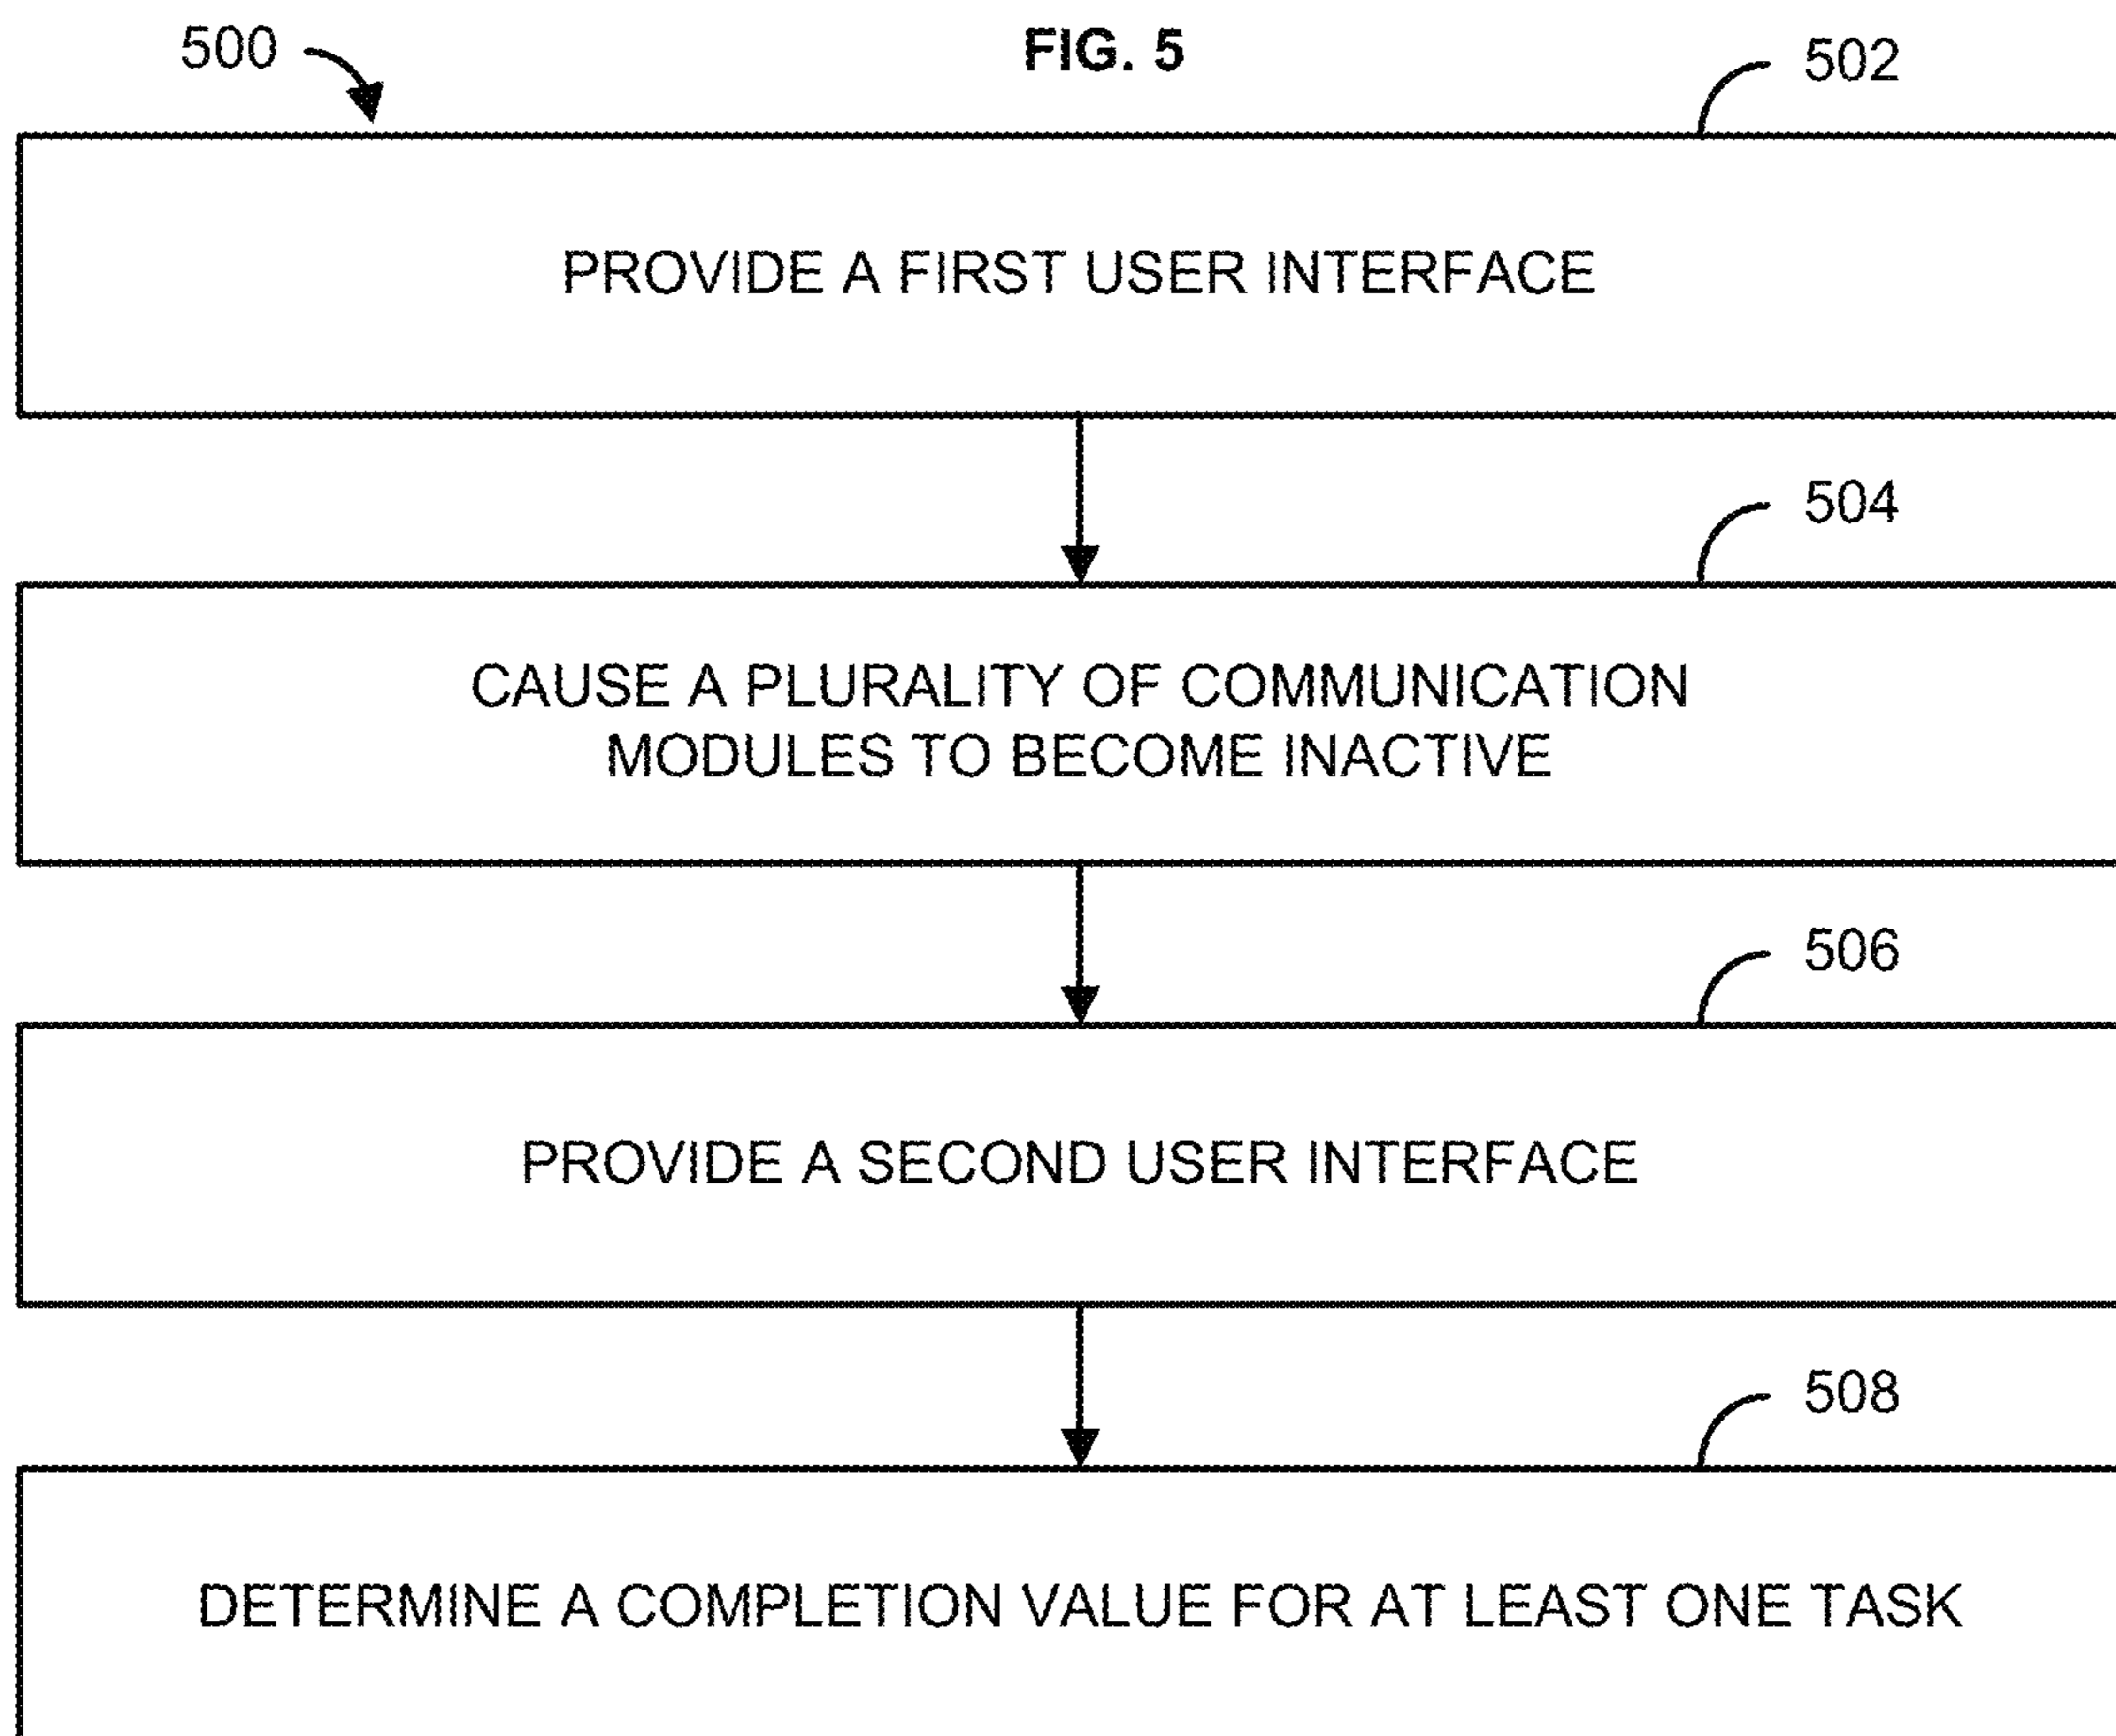 500
FIG. 5
502
PROVIDE A FIRST USER INTERFACE
504
CAUSE A PLURALITY OF COMMUNICATION
MODULES TO BECOME INACTIVE
506
PROVIDE A SECOND USER INTERFACE
508
DETERMINE A COMPLETION VALUE FOR AT LEAST ONE TASK